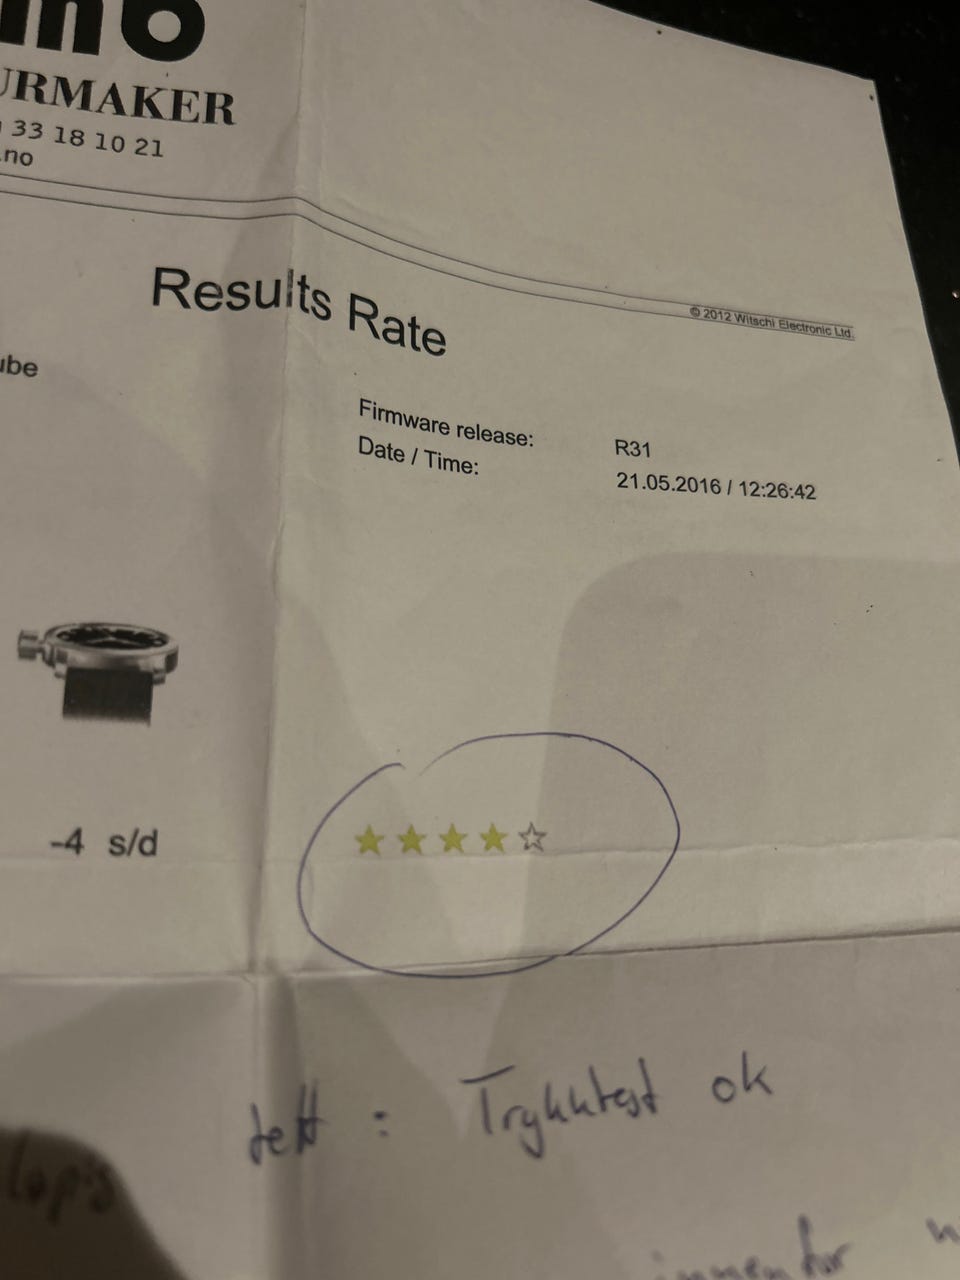 URMAKER
33 18 10 21
.no
© 2012 Witschi Electronic Ltd.
Results Rate
ube
Firmware release: R31
Date / Time: 21.05.2016 / 12:26:42
-4 s/d
tett : Trykktest ok
innenfor